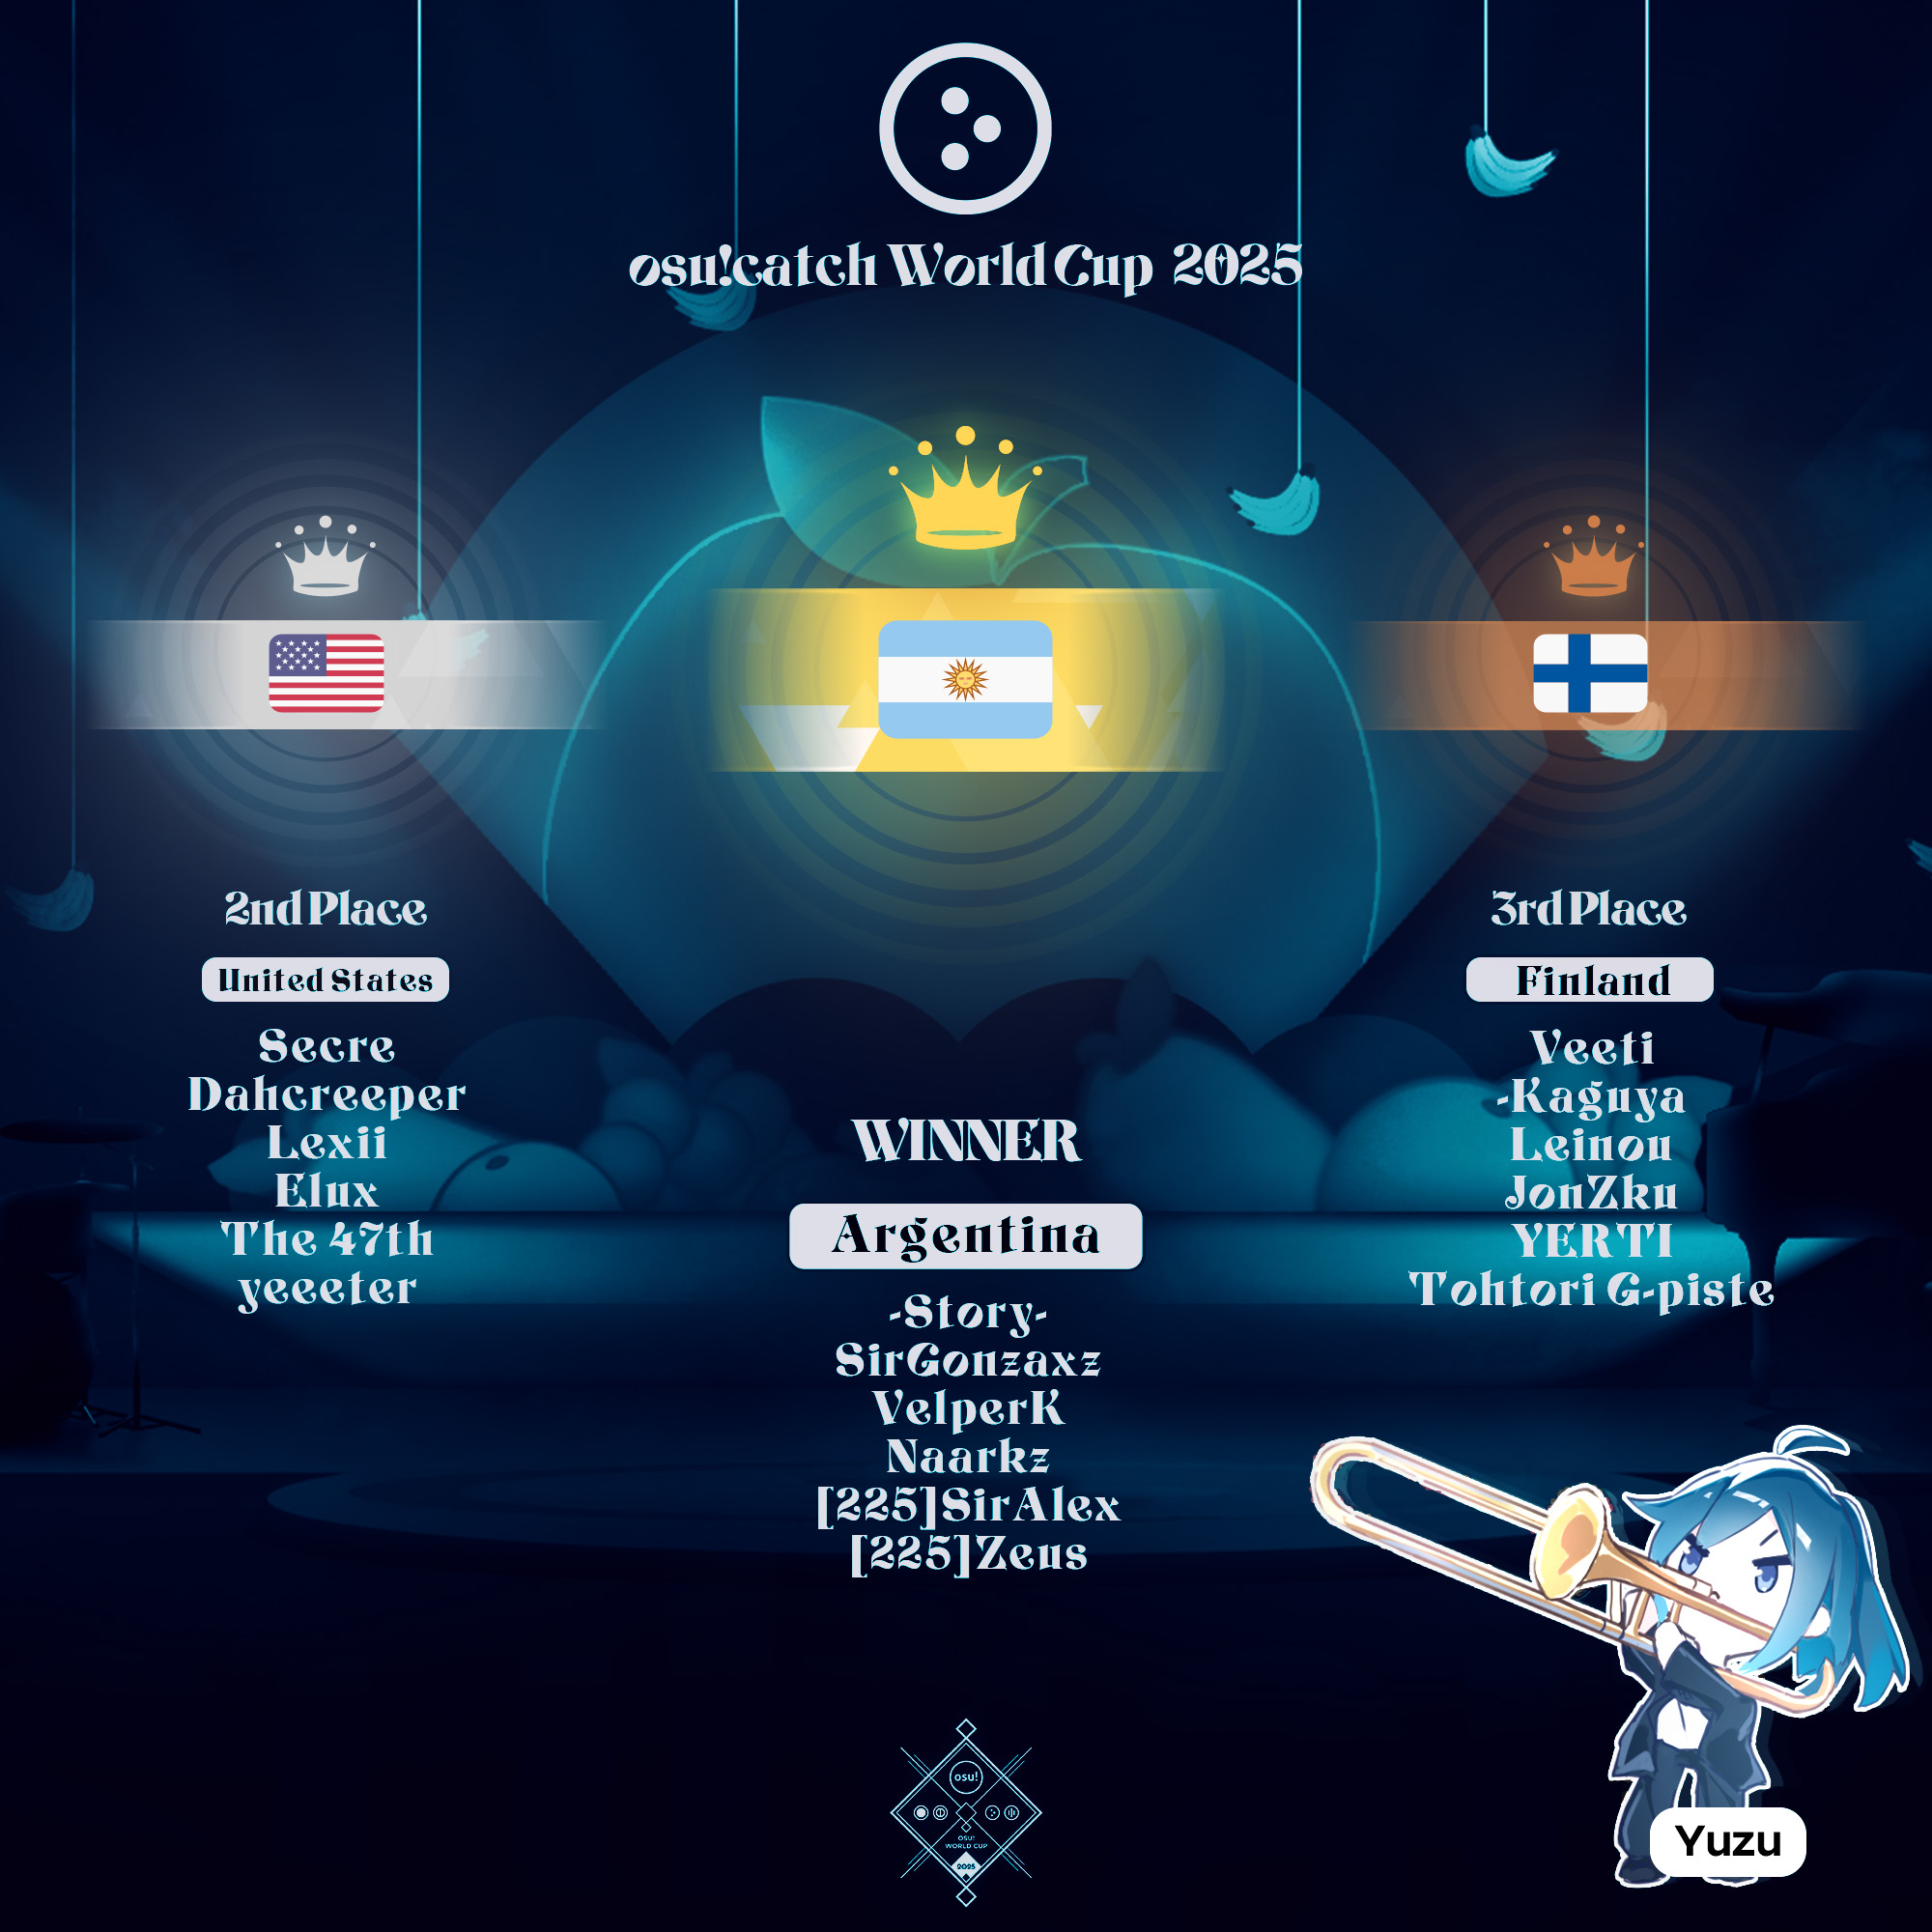 osu!catch World Cup 2025
2nd Place
United States
Secre
Dahcreeper
Lexii
Elux
The 47th
yeeeter
WINNER
Argentina
-Story-
SirGonzaxz
VelperK
Naarkz
[225]SirAlex
[225]Zeus
3rd Place
Finland
Veeti
-Kaguya
Leinou
JonZku
YERTI
Tohtori G-piste
osu!
OSU!
WORLD CUP
2025
Yuzu